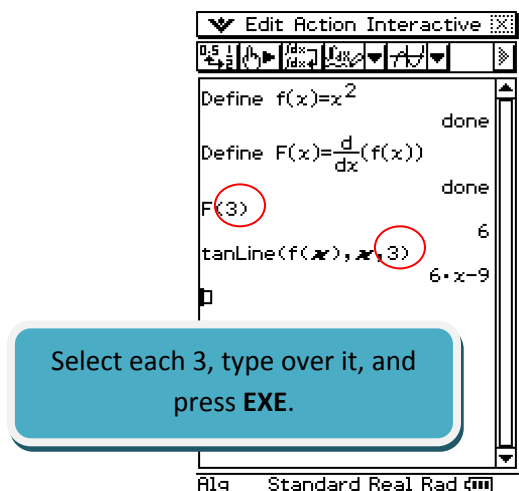 Edit Action Interactive
Define f(x)=x²
done
Define F(x)=d/dx(f(x))
done
F(3)
6
tanLine(f(x),x,3)
6·x-9
Select each 3, type over it, and
press EXE.
Alg Standard Real Rad